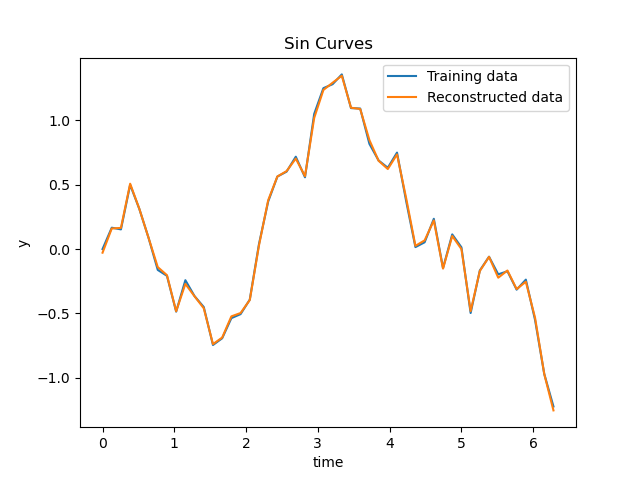 Sin Curves
Training data
Reconstructed data
1.0
0.5
0.0
−0.5
−1.0
y
0 1 2 3 4 5 6
time